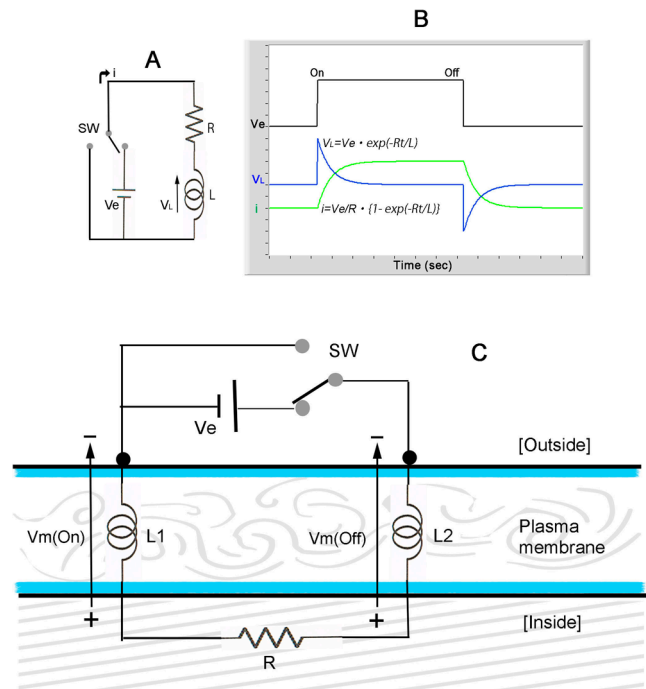 A
i
SW
R
Ve
VL
L
B
On
Off
Ve
VL=Ve • exp(-Rt/L)
VL
i
i=Ve/R • {1- exp(-Rt/L)}
Time (sec)
C
SW
Ve
[Outside]
−
−
Vm(On)
L1
Vm(Off)
L2
Plasma
membrane
+
+
[Inside]
R